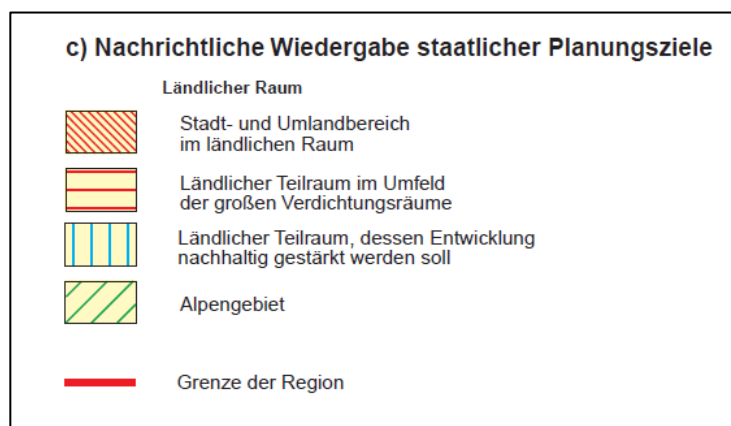 c) Nachrichtliche Wiedergabe staatlicher Planungsziele
Ländlicher Raum
Stadt- und Umlandbereich
im ländlichen Raum
Ländlicher Teilraum im Umfeld
der großen Verdichtungsräume
Ländlicher Teilraum, dessen Entwicklung
nachhaltig gestärkt werden soll
Alpengebiet
Grenze der Region